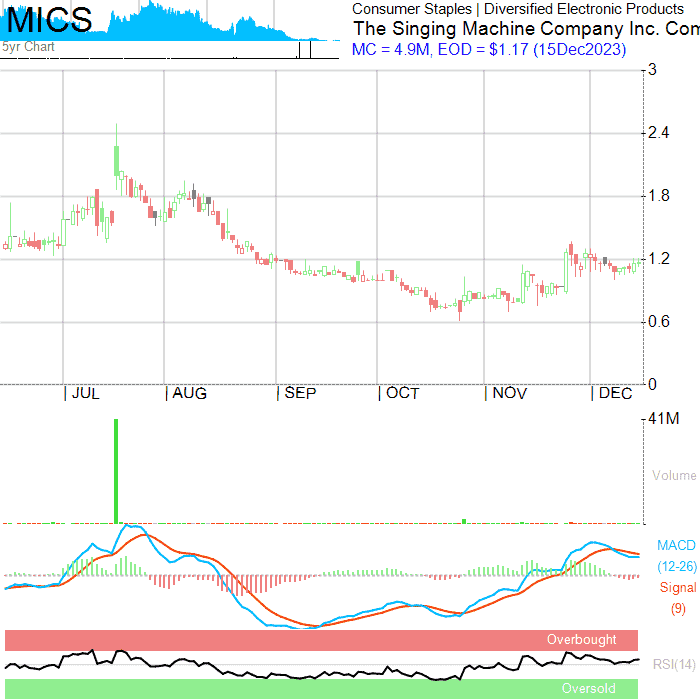 MICS
5yr Chart
Consumer Staples | Diversified Electronic Products
The Singing Machine Company Inc. Com
MC = 4.9M, EOD = $1.17 (15Dec2023)
3
2.4
1.8
1.2
0.6
0
| JUL | AUG | SEP | OCT | NOV | DEC
41M
Volume
MACD
(12-26)
Signal
(9)
Overbought
RSI(14)
Oversold